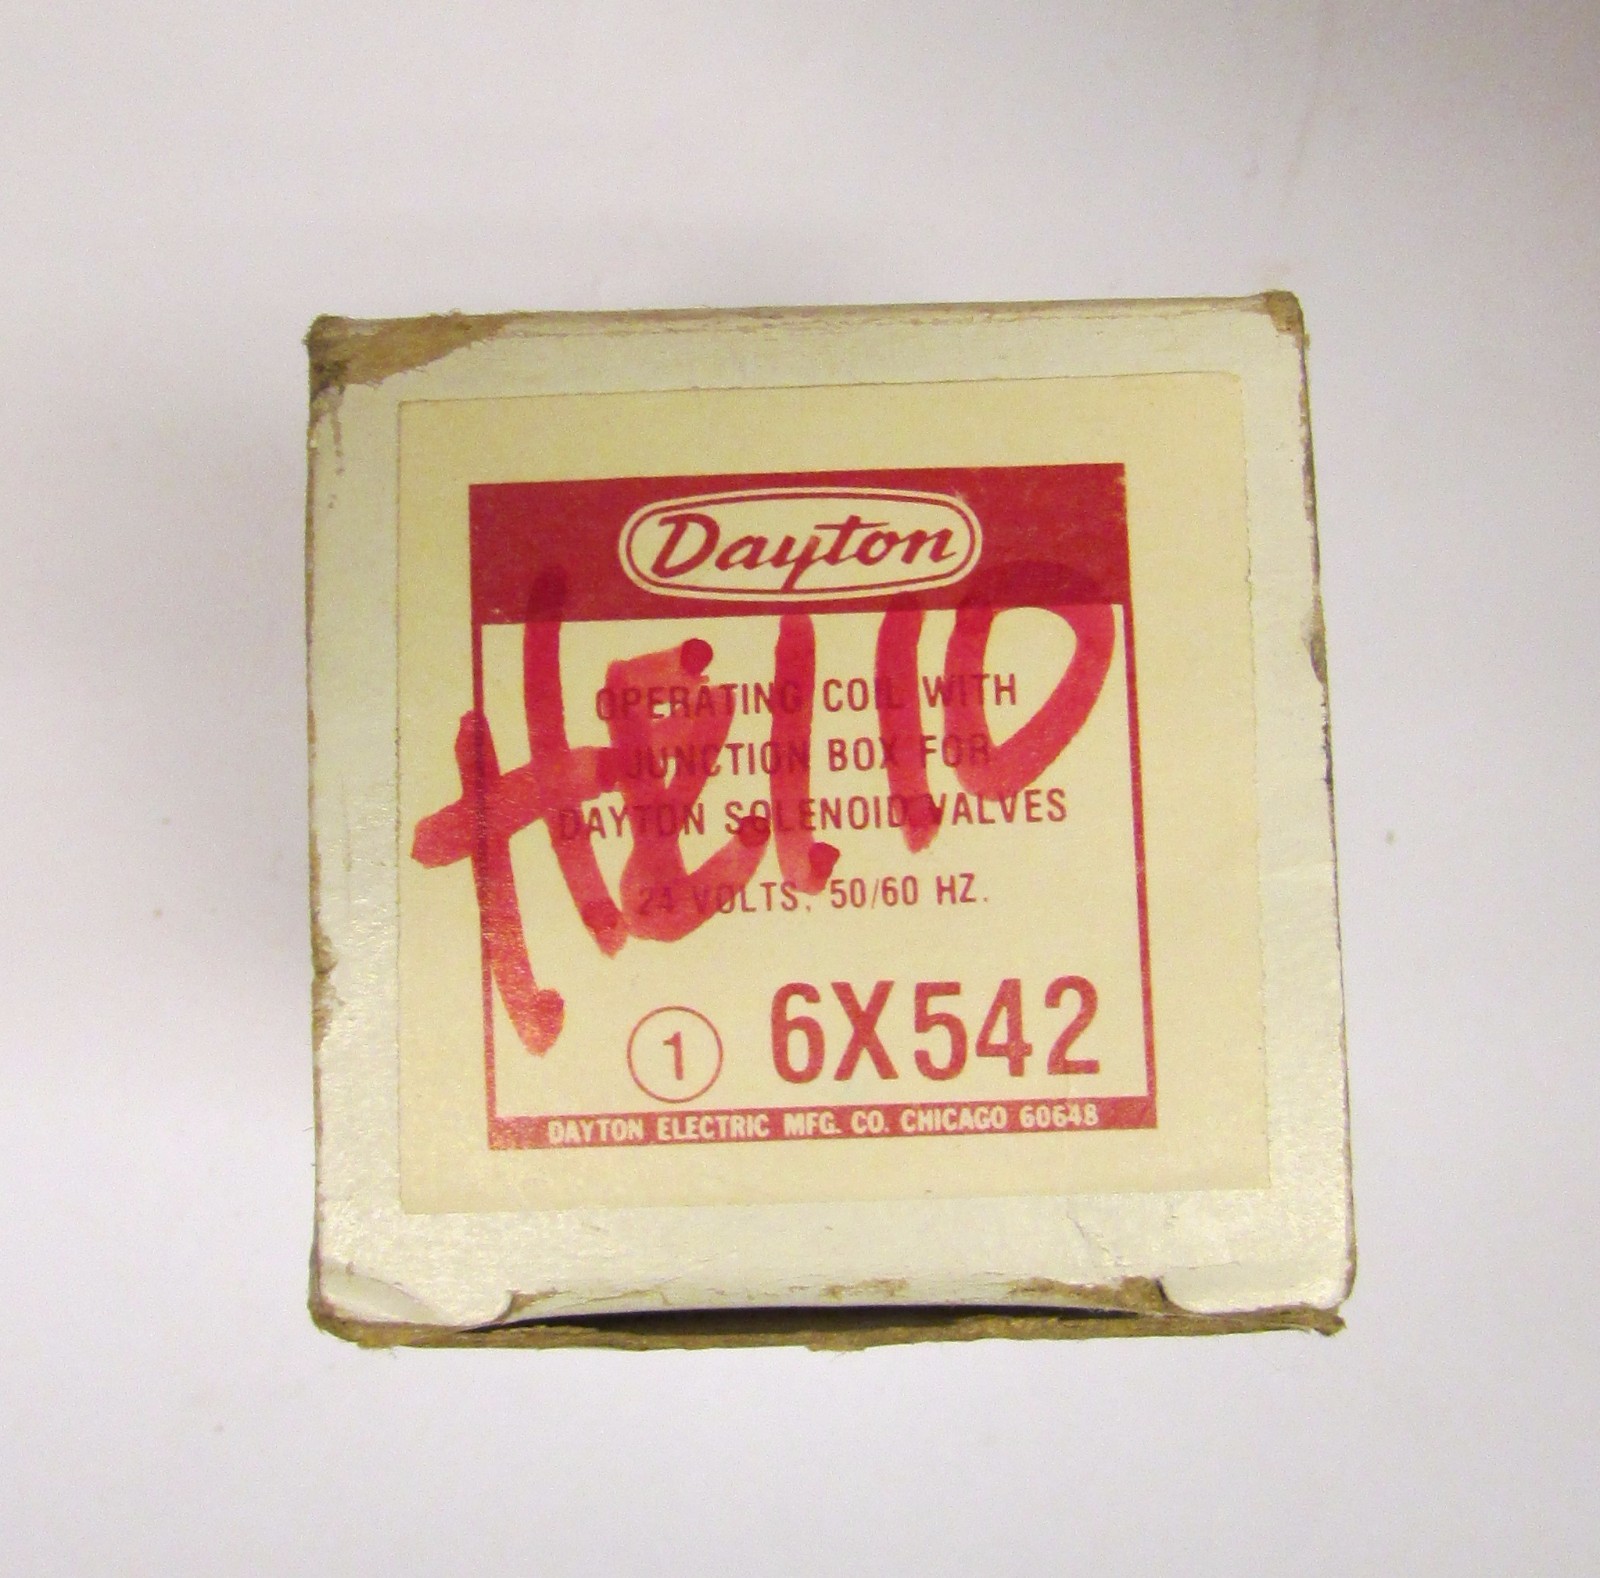 Dayton
Hello
OPERATING COIL WITH
JUNCTION BOX FOR
DAYTON SOLENOID VALVES
24 VOLTS, 50/60 HZ.
1 6X542
DAYTON ELECTRIC MFG. CO. CHICAGO 60648